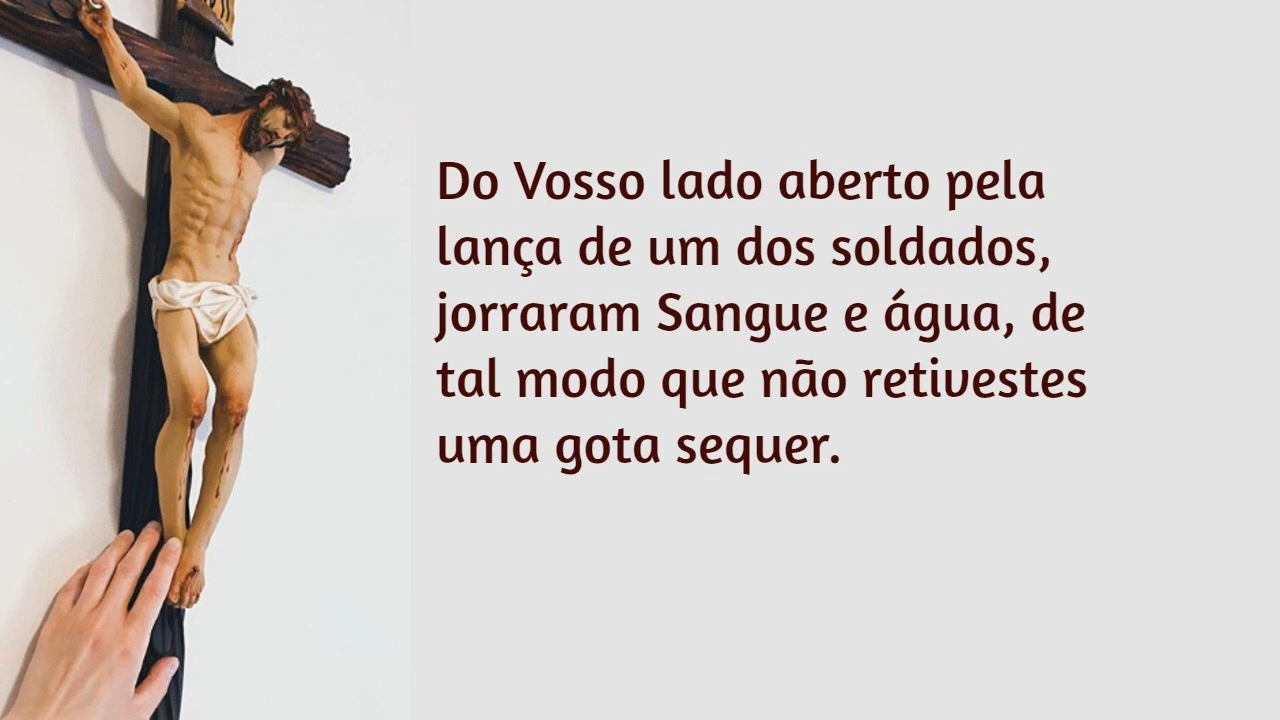 Do Vosso lado aberto pela
lança de um dos soldados,
jorraram Sangue e água, de
tal modo que não retivestes
uma gota sequer.